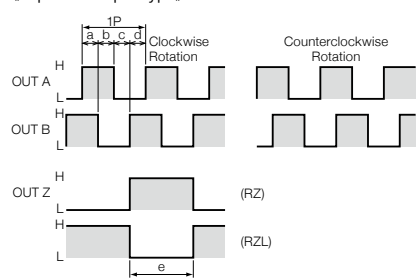 1P
a b c d
Clockwise
Rotation
Counterclockwise
Rotation
H
OUT A
L
H
OUT B
L
H
OUT Z
L
(RZ)
H
(RZL)
L
e